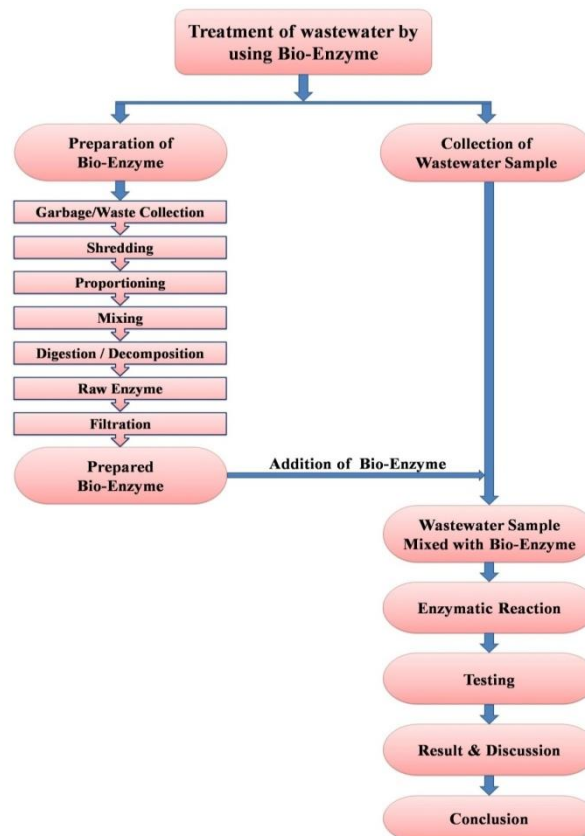 Treatment of wastewater by
using Bio-Enzyme
Preparation of
Bio-Enzyme
Collection of
Wastewater Sample
Garbage/Waste Collection
Shredding
Proportioning
Mixing
Digestion / Decomposition
Raw Enzyme
Filtration
Prepared
Bio-Enzyme
Addition of Bio-Enzyme
Wastewater Sample
Mixed with Bio-Enzyme
Enzymatic Reaction
Testing
Result & Discussion
Conclusion